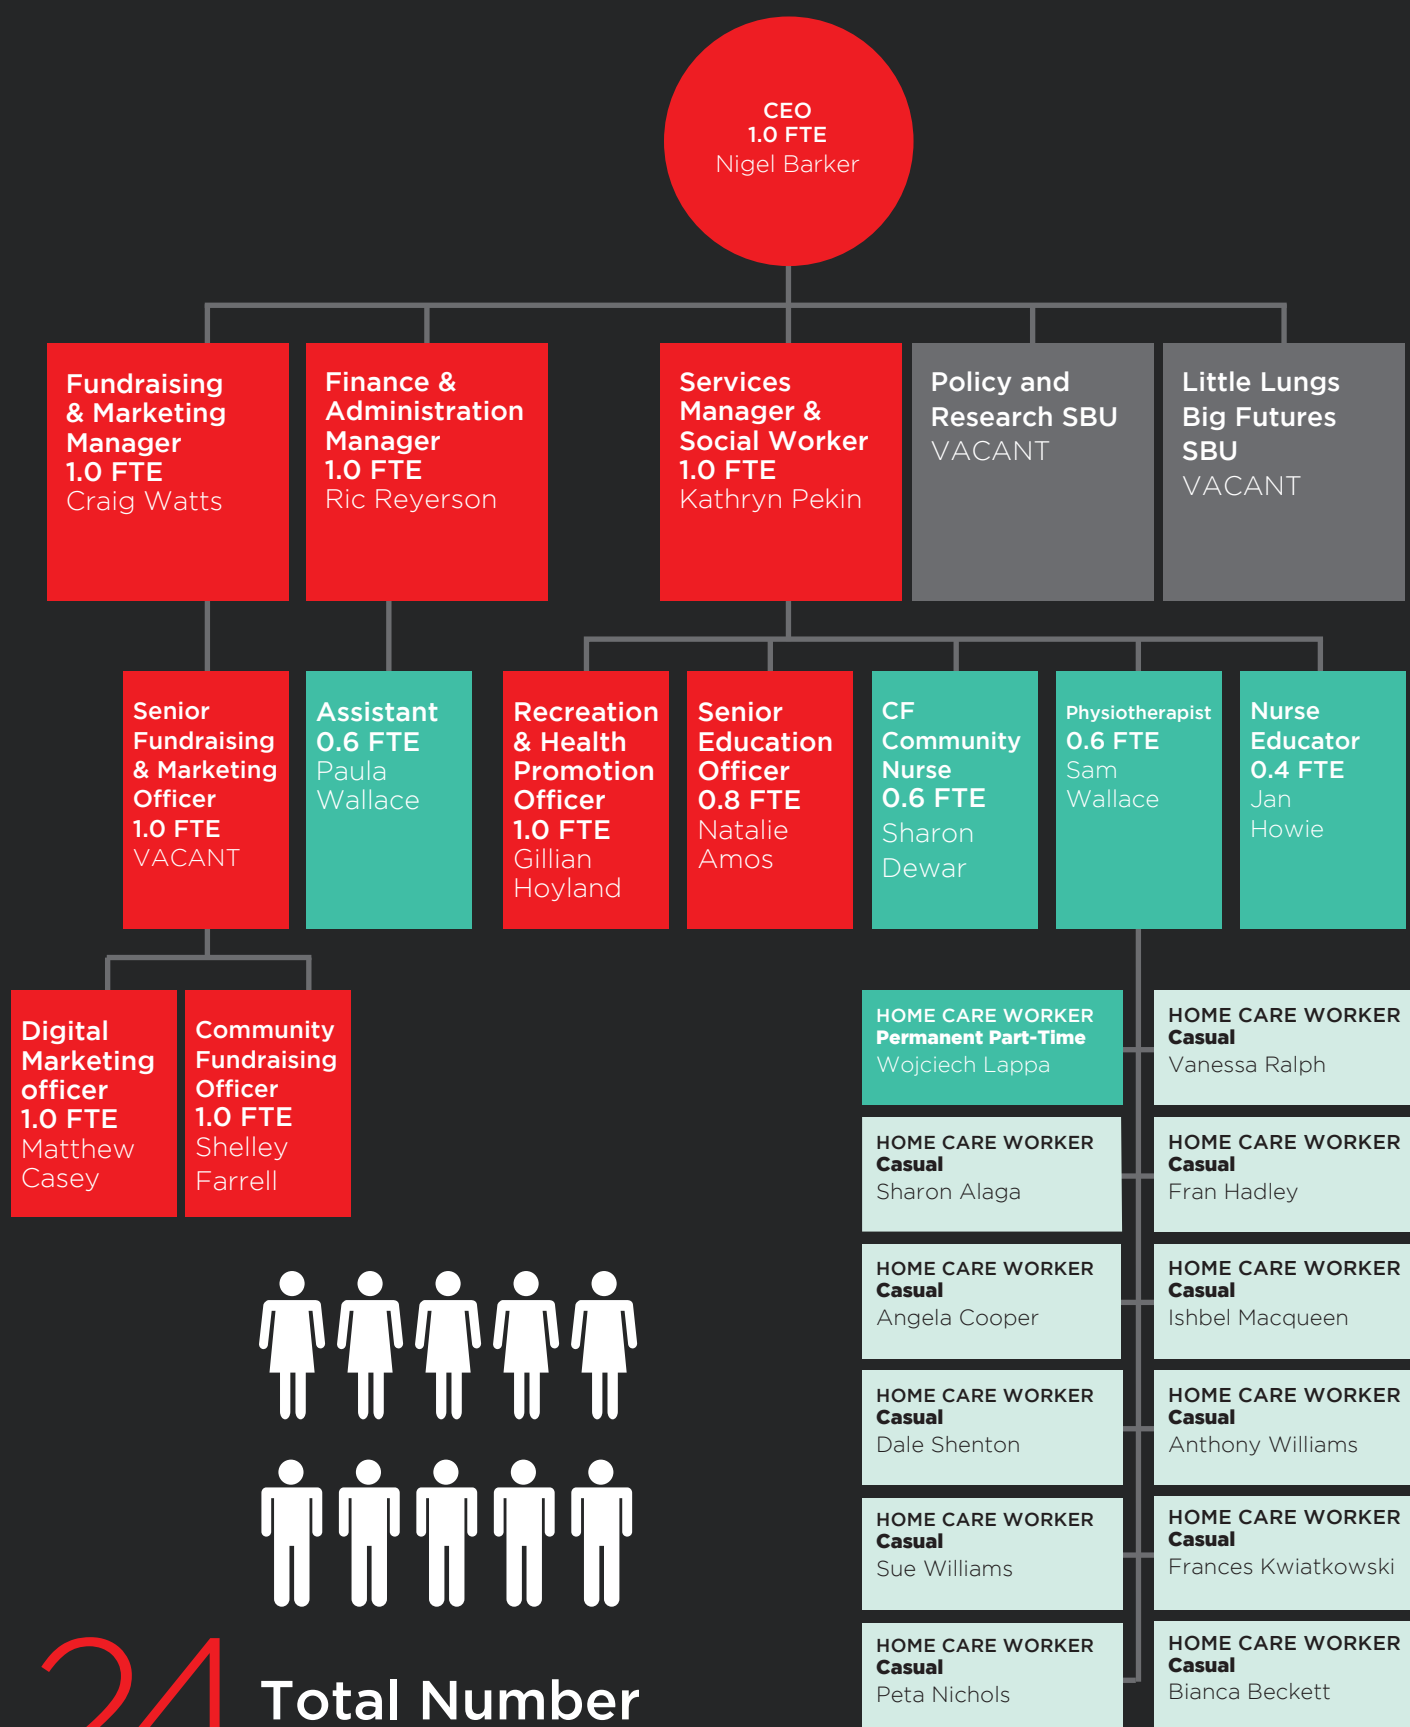 CEO
1.0 FTE
Nigel Barker
Fundraising
& Marketing
Manager
1.0 FTE
Craig Watts
Finance &
Administration
Manager
1.0 FTE
Ric Reyerson
Services
Manager &
Social Worker
1.0 FTE
Kathryn Pekin
Policy and
Research SBU
VACANT
Little Lungs
Big Futures
SBU
VACANT
Senior
Fundraising
& Marketing
Officer
1.0 FTE
VACANT
Assistant
0.6 FTE
Paula
Wallace
Recreation
& Health
Promotion
Officer
1.0 FTE
Gillian
Hoyland
Senior
Education
Officer
0.8 FTE
Natalie
Amos
CF
Community
Nurse
0.6 FTE
Sharon
Dewar
Physiotherapist
0.6 FTE
Sam
Wallace
Nurse
Educator
0.4 FTE
Jan
Howie
Digital
Marketing
officer
1.0 FTE
Matthew
Casey
Community
Fundraising
Officer
1.0 FTE
Shelley
Farrell
HOME CARE WORKER
Permanent Part-Time
Wojciech Lappa
HOME CARE WORKER
Casual
Vanessa Ralph
HOME CARE WORKER
Casual
Sharon Alaga
HOME CARE WORKER
Casual
Fran Hadley
HOME CARE WORKER
Casual
Angela Cooper
HOME CARE WORKER
Casual
Ishbel Macqueen
HOME CARE WORKER
Casual
Dale Shenton
HOME CARE WORKER
Casual
Anthony Williams
HOME CARE WORKER
Casual
Sue Williams
HOME CARE WORKER
Casual
Frances Kwiatkowski
HOME CARE WORKER
Casual
Peta Nichols
HOME CARE WORKER
Casual
Bianca Beckett
24
Total Number